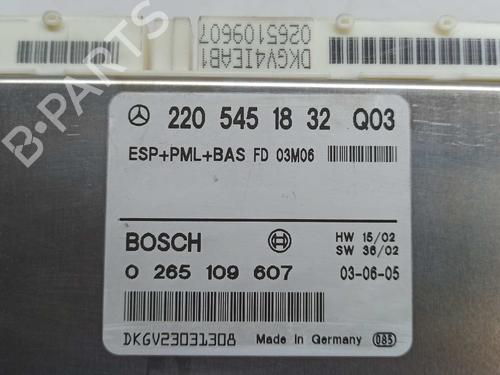 DKGV4IEAB1
0265109607
220 545 18 32 Q03
ESP+PML+BAS FD 03M06
BOSCH
HW 15/02
SW 36/02
0 265 109 607
03-06-05
DKGV23031308
Made in Germany
085
B-PARTS